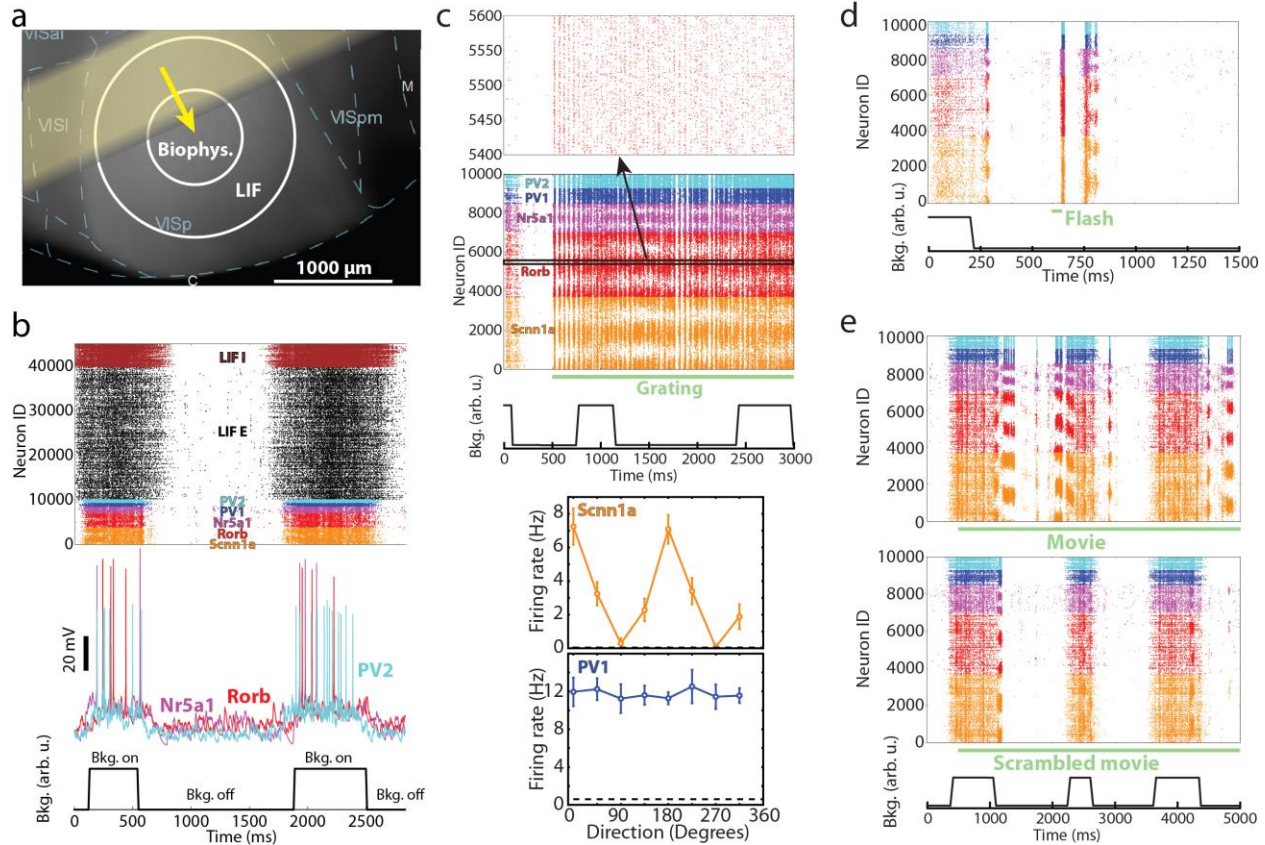 a
VISal
VISl
VISpm
M
Biophys.
LIF
VISp
C
1000 µm
b
Neuron ID
40000
30000
20000
10000
0
LIF I
LIF E
PV2
PV1
Nr5a1
Rorb
Scnn1a
20 mV
Nr5a1
Rorb
PV2
Bkg. (arb. u.)
Bkg. on
Bkg. off
Bkg. on
Bkg. off
0 500 1000 1500 2000 2500
Time (ms)
c
5600
5500
5400
Neuron ID
10000
8000
6000
4000
2000
0
PV2
PV1
Nr5a1
Rorb
Scnn1a
Grating
Bkg. (arb. u.)
0 500 1000 1500 2000 2500 3000
Time (ms)
Firing rate (Hz)
8
6
4
2
0
Scnn1a
Firing rate (Hz)
12
8
4
0
PV1
0 90 180 270 360
Direction (Degrees)
d
Neuron ID
10000
8000
6000
4000
2000
0
Flash
Bkg. (arb. u.)
0 250 500 750 1000 1250 1500
Time (ms)
e
Neuron ID
10000
8000
6000
4000
2000
0
Movie
Neuron ID
10000
8000
6000
4000
2000
0
Scrambled movie
Bkg. (arb. u.)
0 1000 2000 3000 4000 5000
Time (ms)